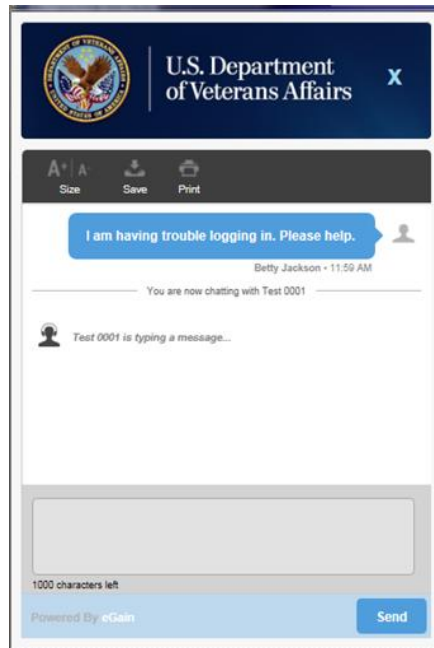 U.S. Department
of Veterans Affairs
X
A+ A-
Size Save Print
I am having trouble logging in. Please help.
Betty Jackson • 11:59 AM
You are now chatting with Test 0001
Test 0001 is typing a message...
1000 characters left
Powered By eGain
Send